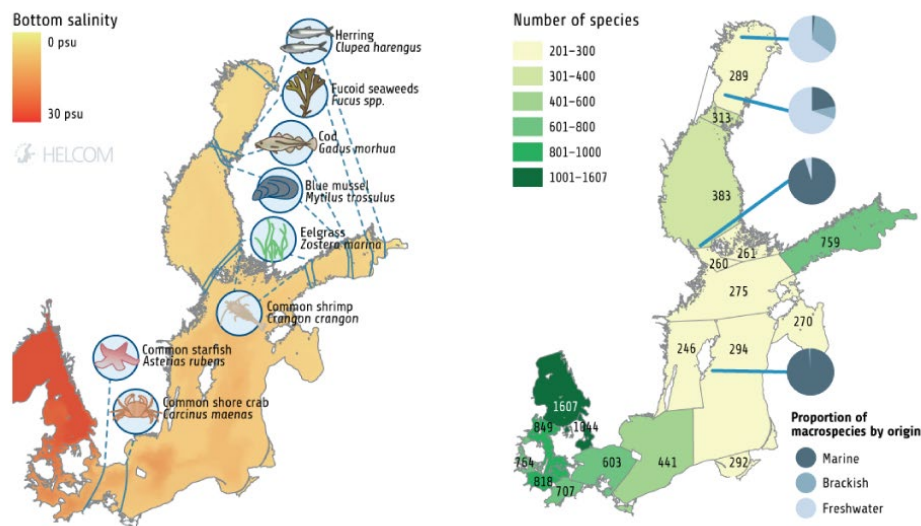 Bottom salinity
0 psu
30 psu
HELCOM
Herring
Clupea harengus
Fucoid seaweeds
Fucus spp.
Cod
Gadus morhua
Blue mussel
Mytilus trossulus
Eelgrass
Zostera marina
Common shrimp
Crangon crangon
Common starfish
Asterias rubens
Common shore crab
Carcinus maenas
Number of species
201–300
301–400
401–600
601–800
801–1000
1001–1607
289
313
383
759
261
260
275
270
246
294
1607
849
1044
764
603
441
818
707
292
Proportion of
macrospecies by origin
Marine
Brackish
Freshwater